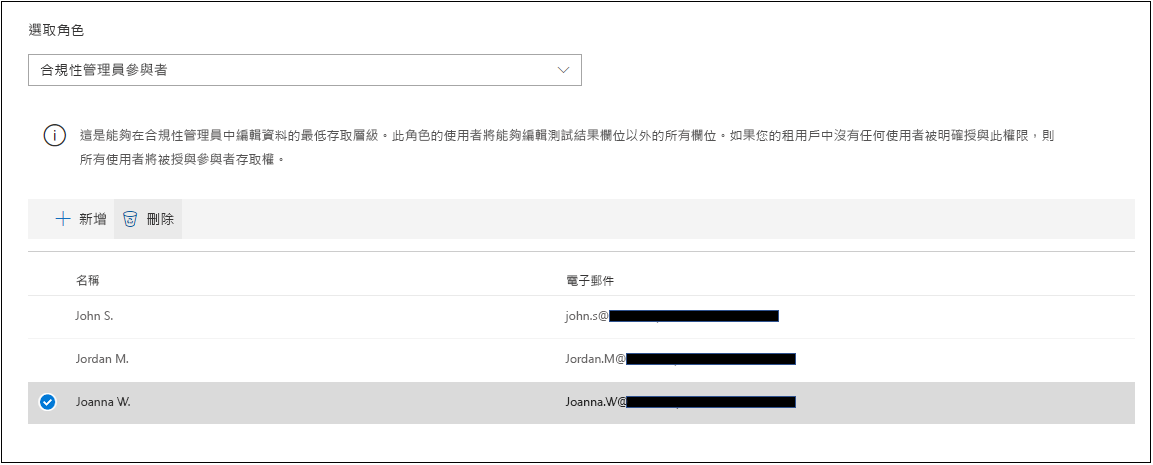 選取角色
合規性管理員參與者
這是能夠在合規性管理員中編輯資料的最低存取層級。此角色的使用者將能夠編輯測試結果欄位以外的所有欄位。如果您的租用戶中沒有任何使用者被明確授與此權限，則
所有使用者將被授與參與者存取權。
新增 刪除
名稱 電子郵件
John S. john.s@
Jordan M. Jordan.M@
Joanna W. Joanna.W@